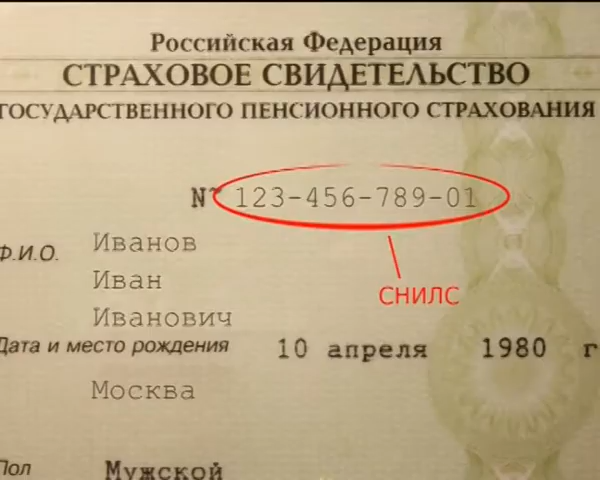 Российская Федерация
СТРАХОВОЕ СВИДЕТЕЛЬСТВО
ГОСУДАРСТВЕННОГО ПЕНСИОННОГО СТРАХОВАНИЯ
№ 123-456-789-01
СНИЛС
Ф.И.О. Иванов
Иван
Иванович
Дата и место рождения 10 апреля 1980 г
Москва
Пол Мужской